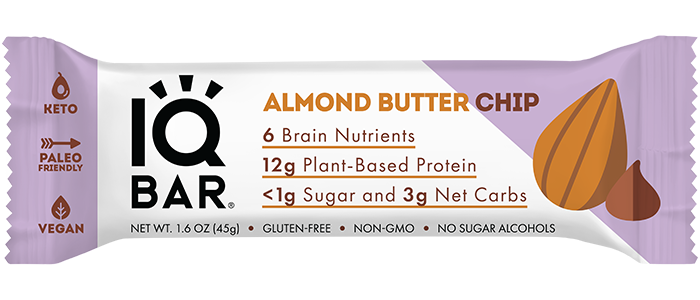 KETO
PALEO
FRIENDLY
VEGAN
IQ
BAR®
ALMOND BUTTER CHIP
6 Brain Nutrients
12g Plant-Based Protein
<1g Sugar and 3g Net Carbs
NET WT. 1.6 OZ (45g) • GLUTEN-FREE • NON-GMO • NO SUGAR ALCOHOLS